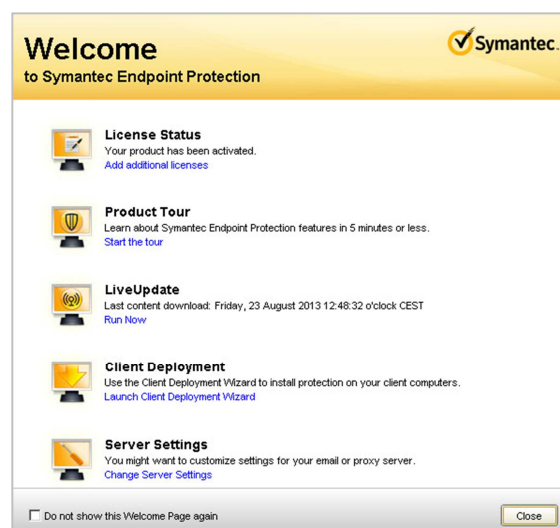 Welcome
to Symantec Endpoint Protection
Symantec.
License Status
Your product has been activated.
Add additional licenses
Product Tour
Learn about Symantec Endpoint Protection features in 5 minutes or less.
Start the tour
LiveUpdate
Last content download: Friday, 23 August 2013 12:48:32 o'clock CEST
Run Now
Client Deployment
Use the Client Deployment Wizard to install protection on your client computers.
Launch Client Deployment Wizard
Server Settings
You might want to customize settings for your email or proxy server.
Change Server Settings
Do not show this Welcome Page again
Close